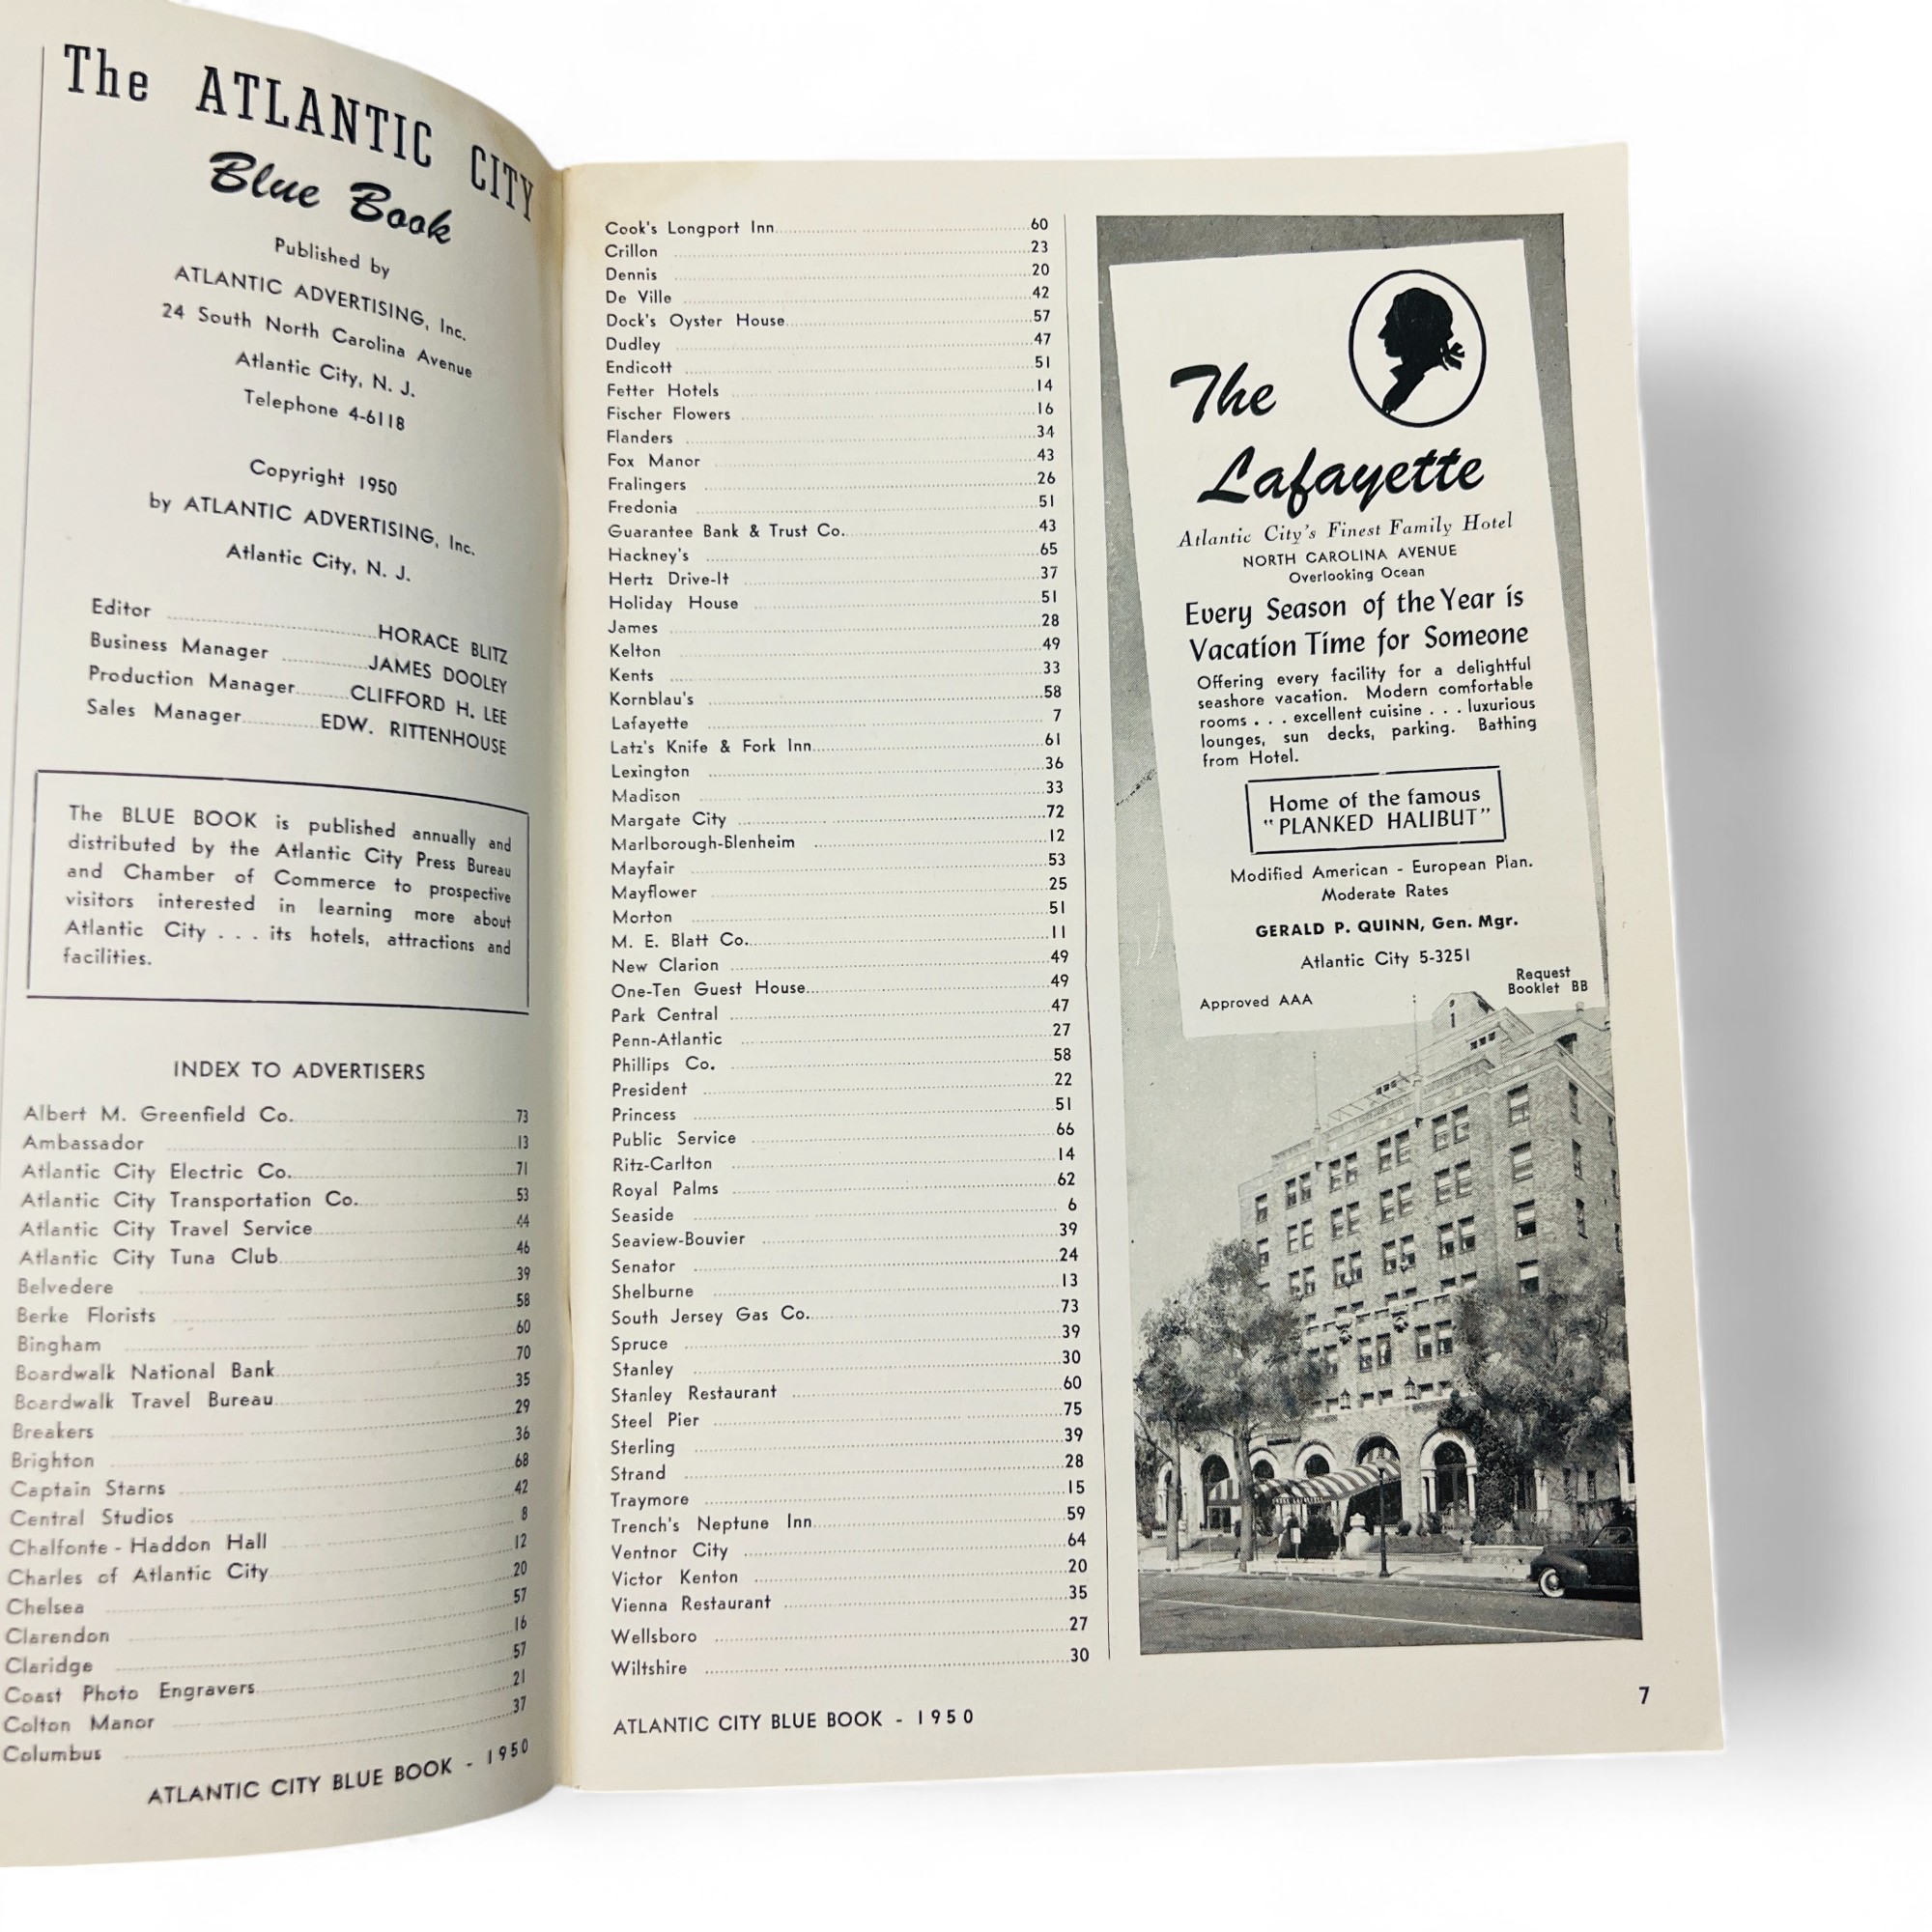 The ATLANTIC CITY
Blue Book
Published by
ATLANTIC ADVERTISING, Inc.
24 South North Carolina Avenue
Atlantic City, N. J.
Telephone 4-6118
Copyright 1950
by ATLANTIC ADVERTISING, Inc.
Atlantic City, N. J.
Editor ........ HORACE BLITZ
Business Manager ........ JAMES DOOLEY
Production Manager ........ CLIFFORD H. LEE
Sales Manager ........ EDW. RITTENHOUSE
The BLUE BOOK is published annually and
distributed by the Atlantic City Press Bureau
and Chamber of Commerce to prospective
visitors interested in learning more about
Atlantic City . . . its hotels, attractions and
facilities.
INDEX TO ADVERTISERS
Albert M. Greenfield Co. ........ 73
Ambassador ........ 13
Atlantic City Electric Co. ........ 71
Atlantic City Transportation Co. ........ 53
Atlantic City Travel Service ........ 44
Atlantic City Tuna Club ........ 46
Belvedere ........ 39
Berke Florists ........ 58
Bingham ........ 60
Boardwalk National Bank ........ 70
Boardwalk Travel Bureau ........ 35
Breakers ........ 29
Brighton ........ 36
Captain Starns ........ 68
Central Studios ........ 42
Chalfonte - Haddon Hall ........ 8
Charles of Atlantic City ........ 12
Chelsea ........ 20
Clarendon ........ 57
Claridge ........ 16
Coast Photo Engravers ........ 57
Colton Manor ........ 21
Columbus ........ 37
ATLANTIC CITY BLUE BOOK - 1950
Cook's Longport Inn ........ 60
Crillon ........ 23
Dennis ........ 20
De Ville ........ 42
Dock's Oyster House ........ 57
Dudley ........ 47
Endicott ........ 51
Fetter Hotels ........ 14
Fischer Flowers ........ 16
Flanders ........ 34
Fox Manor ........ 43
Fralingers ........ 26
Fredonia ........ 51
Guarantee Bank & Trust Co. ........ 43
Hackney's ........ 65
Hertz Drive-It ........ 37
Holiday House ........ 51
James ........ 28
Kelton ........ 49
Kents ........ 33
Kornblau's ........ 58
Lafayette ........ 7
Latz's Knife & Fork Inn ........ 61
Lexington ........ 36
Madison ........ 33
Margate City ........ 72
Marlborough-Blenheim ........ 12
Mayfair ........ 53
Mayflower ........ 25
Morton ........ 51
M. E. Blatt Co. ........ 11
New Clarion ........ 49
One-Ten Guest House ........ 49
Park Central ........ 47
Penn-Atlantic ........ 27
Phillips Co. ........ 58
President ........ 22
Princess ........ 51
Public Service ........ 66
Ritz-Carlton ........ 14
Royal Palms ........ 62
Seaside ........ 6
Seaview-Bouvier ........ 39
Senator ........ 24
Shelburne ........ 13
South Jersey Gas Co. ........ 73
Spruce ........ 39
Stanley ........ 30
Stanley Restaurant ........ 60
Steel Pier ........ 75
Sterling ........ 39
Strand ........ 28
Traymore ........ 15
Trench's Neptune Inn ........ 59
Ventnor City ........ 64
Victor Kenton ........ 20
Vienna Restaurant ........ 35
Wellsboro ........ 27
Wiltshire ........ 30
ATLANTIC CITY BLUE BOOK - 1950
The
Lafayette
Atlantic City's Finest Family Hotel
NORTH CAROLINA AVENUE
Overlooking Ocean
Every Season of the Year is
Vacation Time for Someone
Offering every facility for a delightful
seashore vacation. Modern comfortable
rooms . . . excellent cuisine . . . luxurious
lounges, sun decks, parking. Bathing
from Hotel.
Home of the famous
"PLANKED HALIBUT"
Modified American - European Plan.
Moderate Rates
GERALD P. QUINN, Gen. Mgr.
Atlantic City 5-3251
Request
Booklet BB
Approved AAA
7